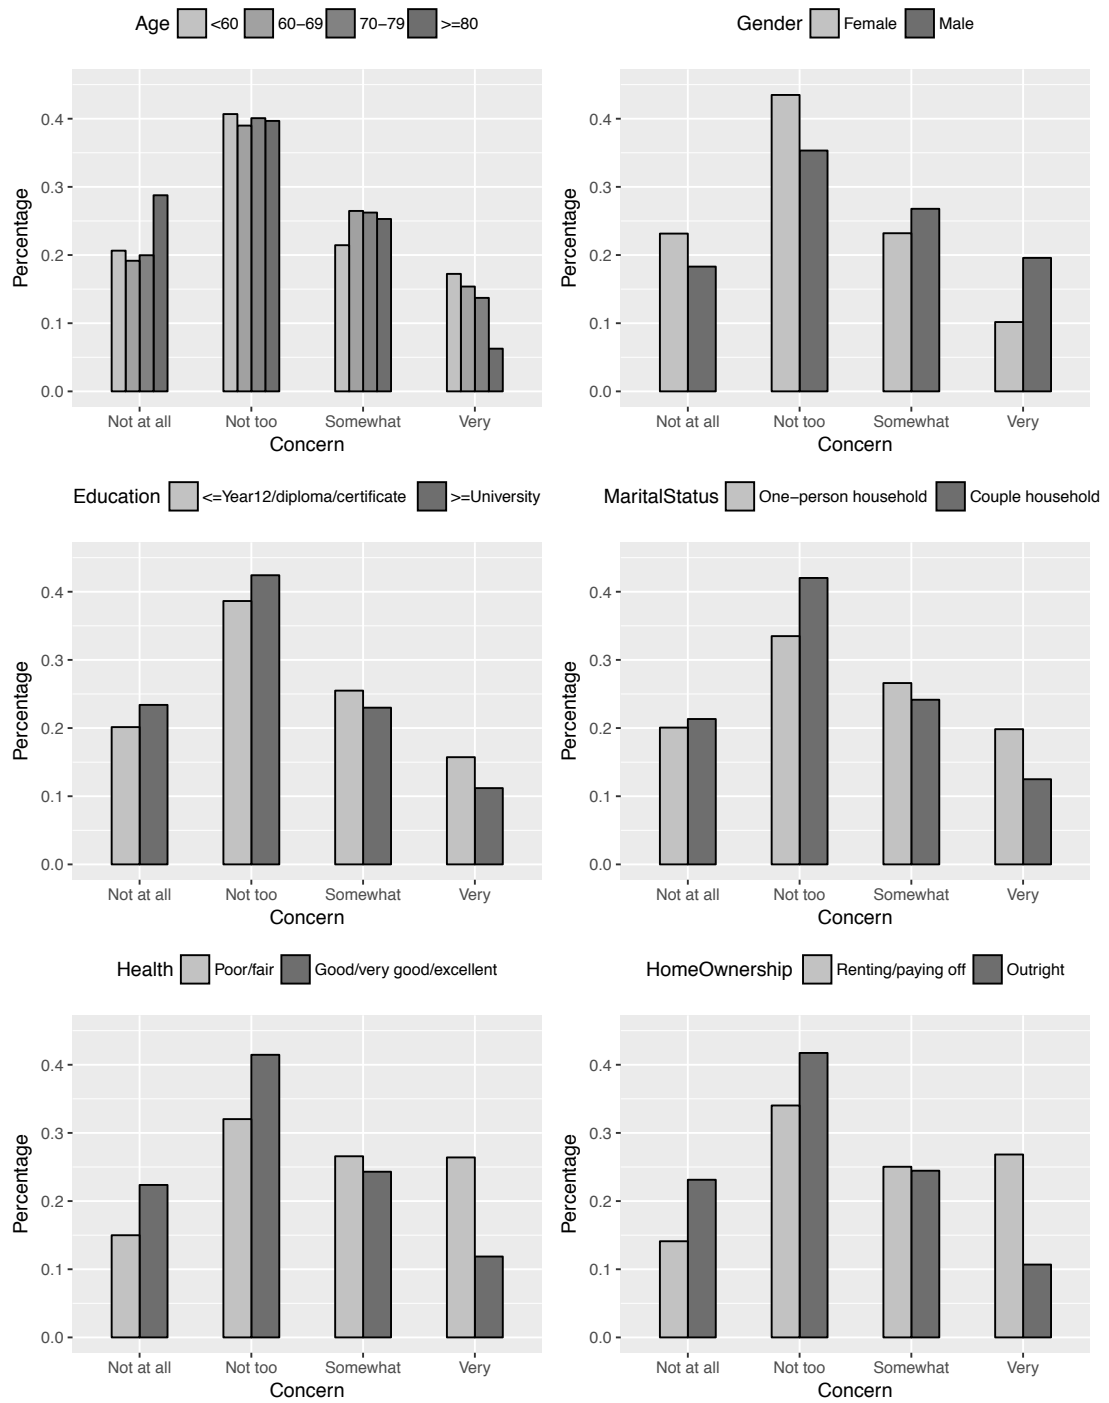 Age <60 60−69 70−79 >=80
Percentage
0.4
0.3
0.2
0.1
0.0
Not at all Not too Somewhat Very
Concern
Gender Female Male
Percentage
0.4
0.3
0.2
0.1
0.0
Not at all Not too Somewhat Very
Concern
Education <=Year12/diploma/certificate >=University
Percentage
0.4
0.3
0.2
0.1
0.0
Not at all Not too Somewhat Very
Concern
MaritalStatus One−person household Couple household
Percentage
0.4
0.3
0.2
0.1
0.0
Not at all Not too Somewhat Very
Concern
Health Poor/fair Good/very good/excellent
Percentage
0.4
0.3
0.2
0.1
0.0
Not at all Not too Somewhat Very
Concern
HomeOwnership Renting/paying off Outright
Percentage
0.4
0.3
0.2
0.1
0.0
Not at all Not too Somewhat Very
Concern